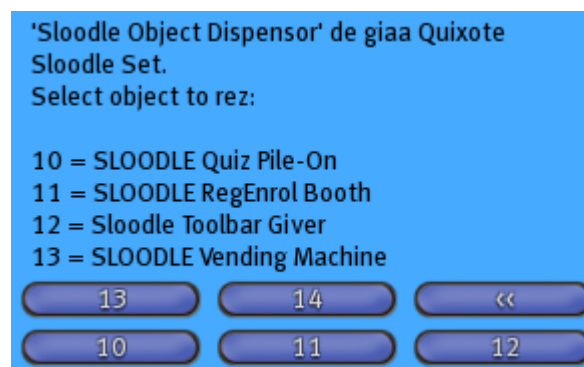 'Sloodle Object Dispensor' de giaa Quixote
Sloodle Set.
Select object to rez:
10 = SLOODLE Quiz Pile-On
11 = SLOODLE RegEnrol Booth
12 = Sloodle Toolbar Giver
13 = SLOODLE Vending Machine
13 14 <<
10 11 12